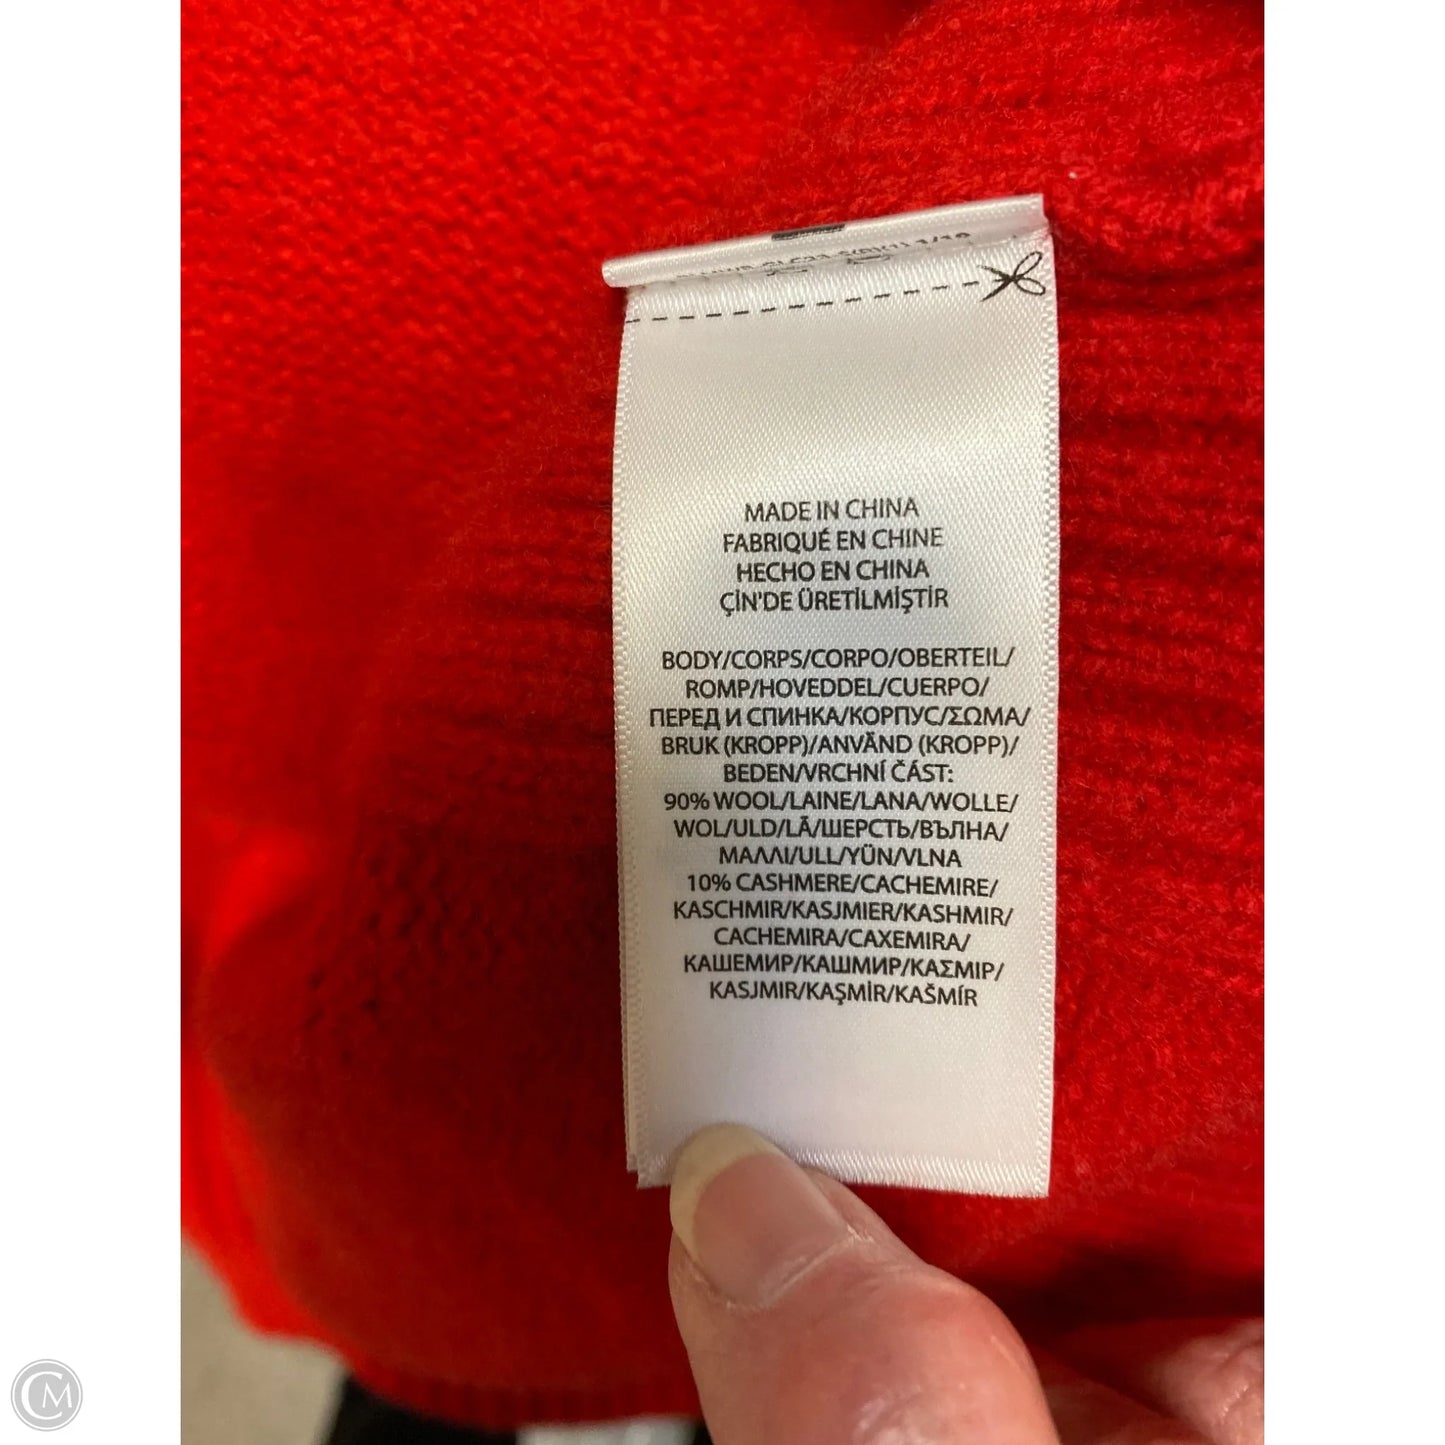 MADE IN CHINA
FABRIQUÉ EN CHINE
HECHO EN CHINA
ÇİN'DE ÜRETİLMİŞTİR
BODY/CORPS/CORPO/OBERTEIL/
ROMP/HOVEDDEL/CUERPO/
ПЕРЕД И СПИНКА/КОРПУС/ΣΩΜΑ/
BRUK (KROPP)/ANVÄND (KROPP)/
BEDEN/VRCHNÍ ČÁST:
90% WOOL/LAINE/LANA/WOLLE/
WOL/ULD/LÃ/ШЕРСТЬ/ВЪЛНА/
ΜΑΛΛΙ/ULL/YÜN/VLNA
10% CASHMERE/CACHEMIRE/
KASCHMIR/KASJMIER/KASHMIR/
CACHEMIRA/CAXEMIRA/
КАШЕМИР/КАШМИР/ΚΑΣΜΙΡ/
KASJMIR/KAŞMİR/KAŠMÍR
CM